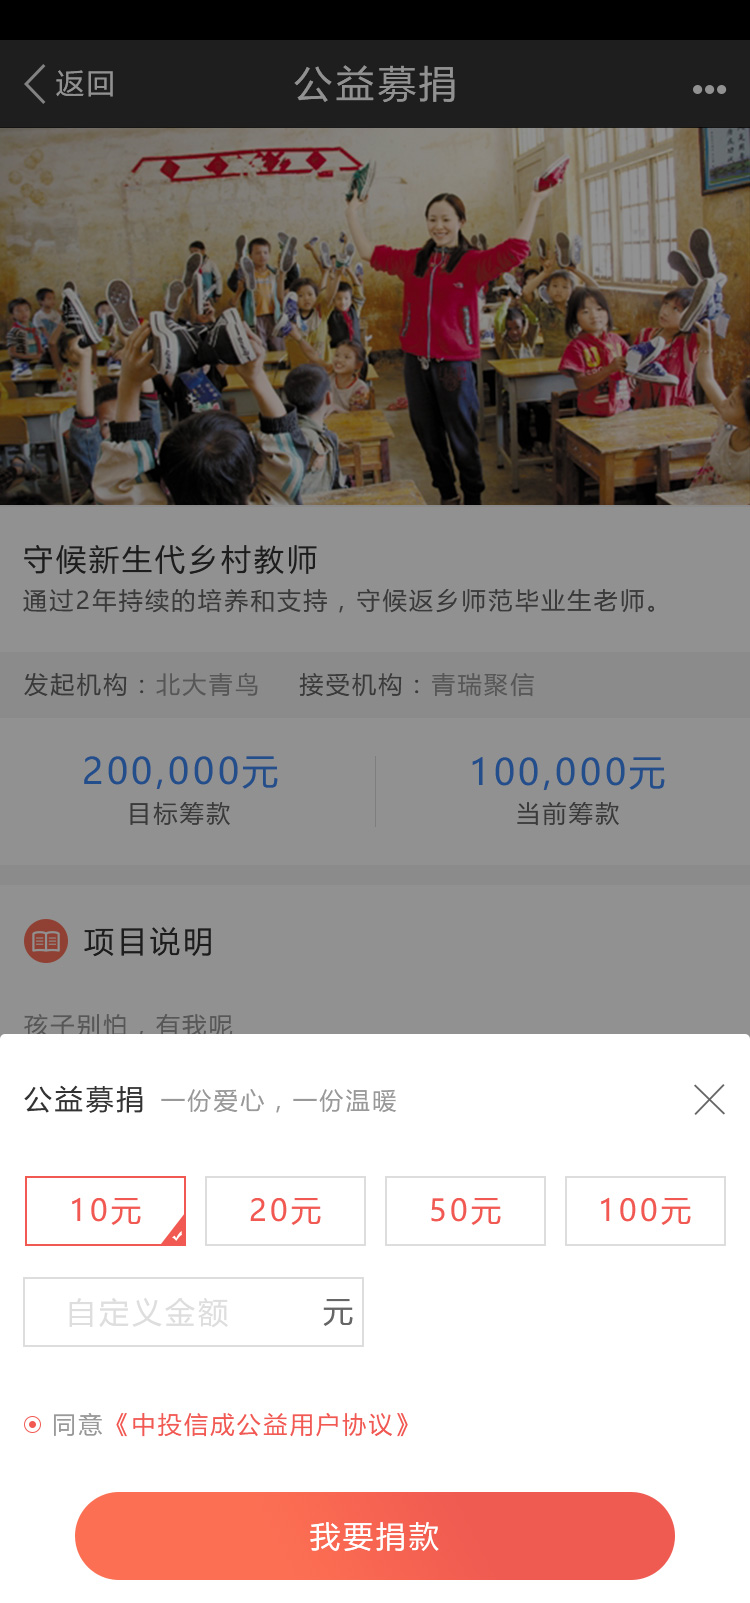 返回
公益募捐
守候新生代乡村教师
通过2年持续的培养和支持，守候返乡师范毕业生老师。
发起机构：北大青鸟 接受机构：青瑞聚信
200,000元 100,000元
目标筹款 当前筹款
项目说明
孩子别怕，有我呢
公益募捐 一份爱心，一份温暖
10元 20元 50元 100元
自定义金额 元
同意《中投信成公益用户协议》
我要捐款